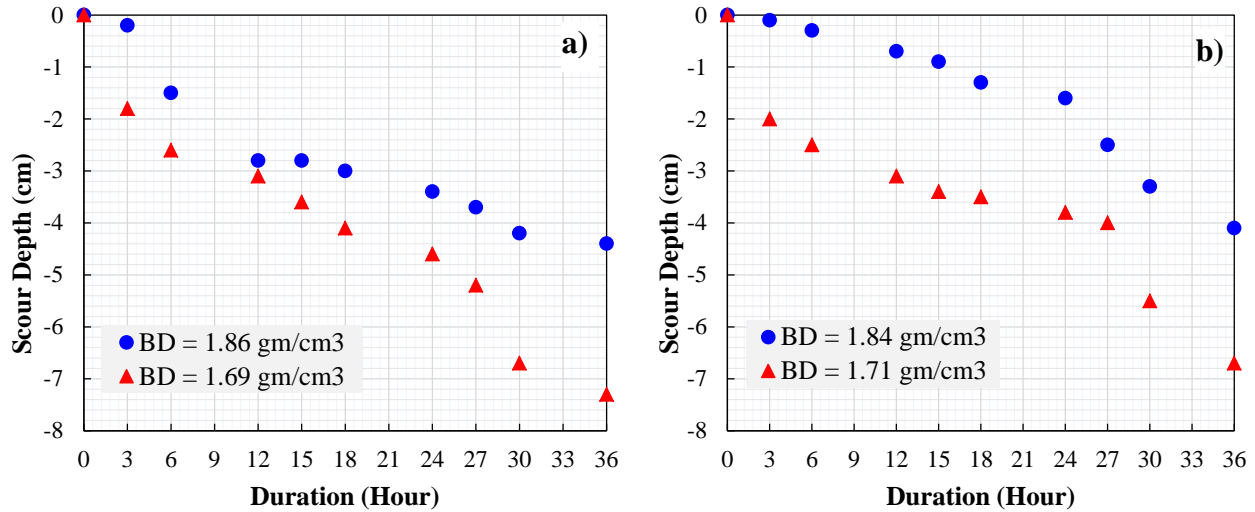 a)
Scour Depth (cm)
0
-1
-2
-3
-4
-5
-6
-7
-8
BD = 1.86 gm/cm3
BD = 1.69 gm/cm3
0 3 6 9 12 15 18 21 24 27 30 33 36
Duration (Hour)
b)
Scour Depth (cm)
0
-1
-2
-3
-4
-5
-6
-7
-8
BD = 1.84 gm/cm3
BD = 1.71 gm/cm3
0 3 6 9 12 15 18 21 24 27 30 33 36
Duration (Hour)